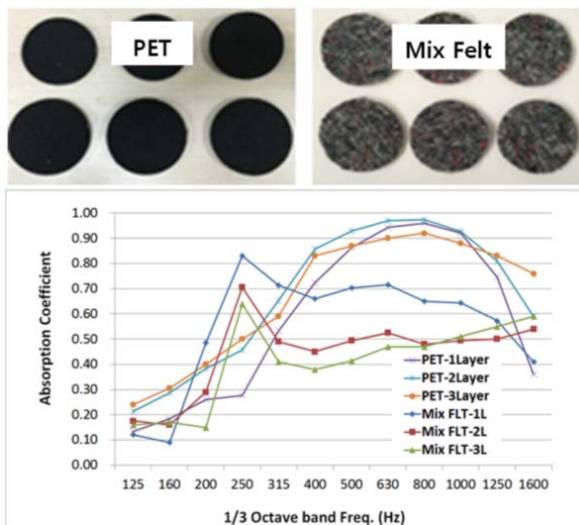 PET
Mix Felt
1.00
0.90
0.80
0.70
0.60
0.50
0.40
0.30
0.20
0.10
0.00
Absorption Coefficient
PET-1Layer
PET-2Layer
PET-3Layer
Mix FLT-1L
Mix FLT-2L
Mix FLT-3L
125 160 200 250 315 400 500 630 800 1000 1250 1600
1/3 Octave band Freq. (Hz)